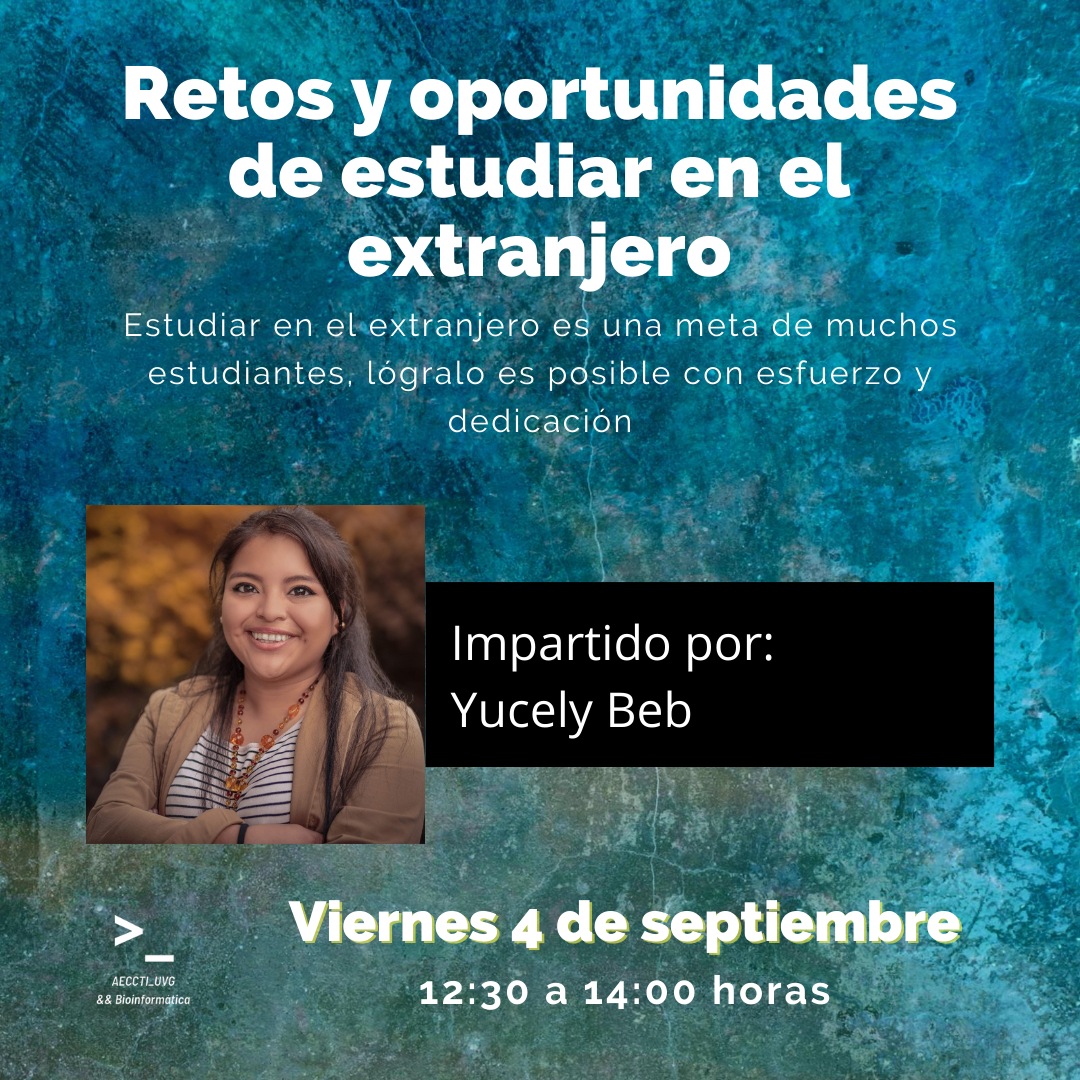 Retos y oportunidades
de estudiar en el
extranjero
Estudiar en el extranjero es una meta de muchos
estudiantes, lógralo es posible con esfuerzo y
dedicación
Impartido por:
Yucely Beb
Viernes 4 de septiembre
12:30 a 14:00 horas
>_
AECCTI_UVG
&& Bioinformatica